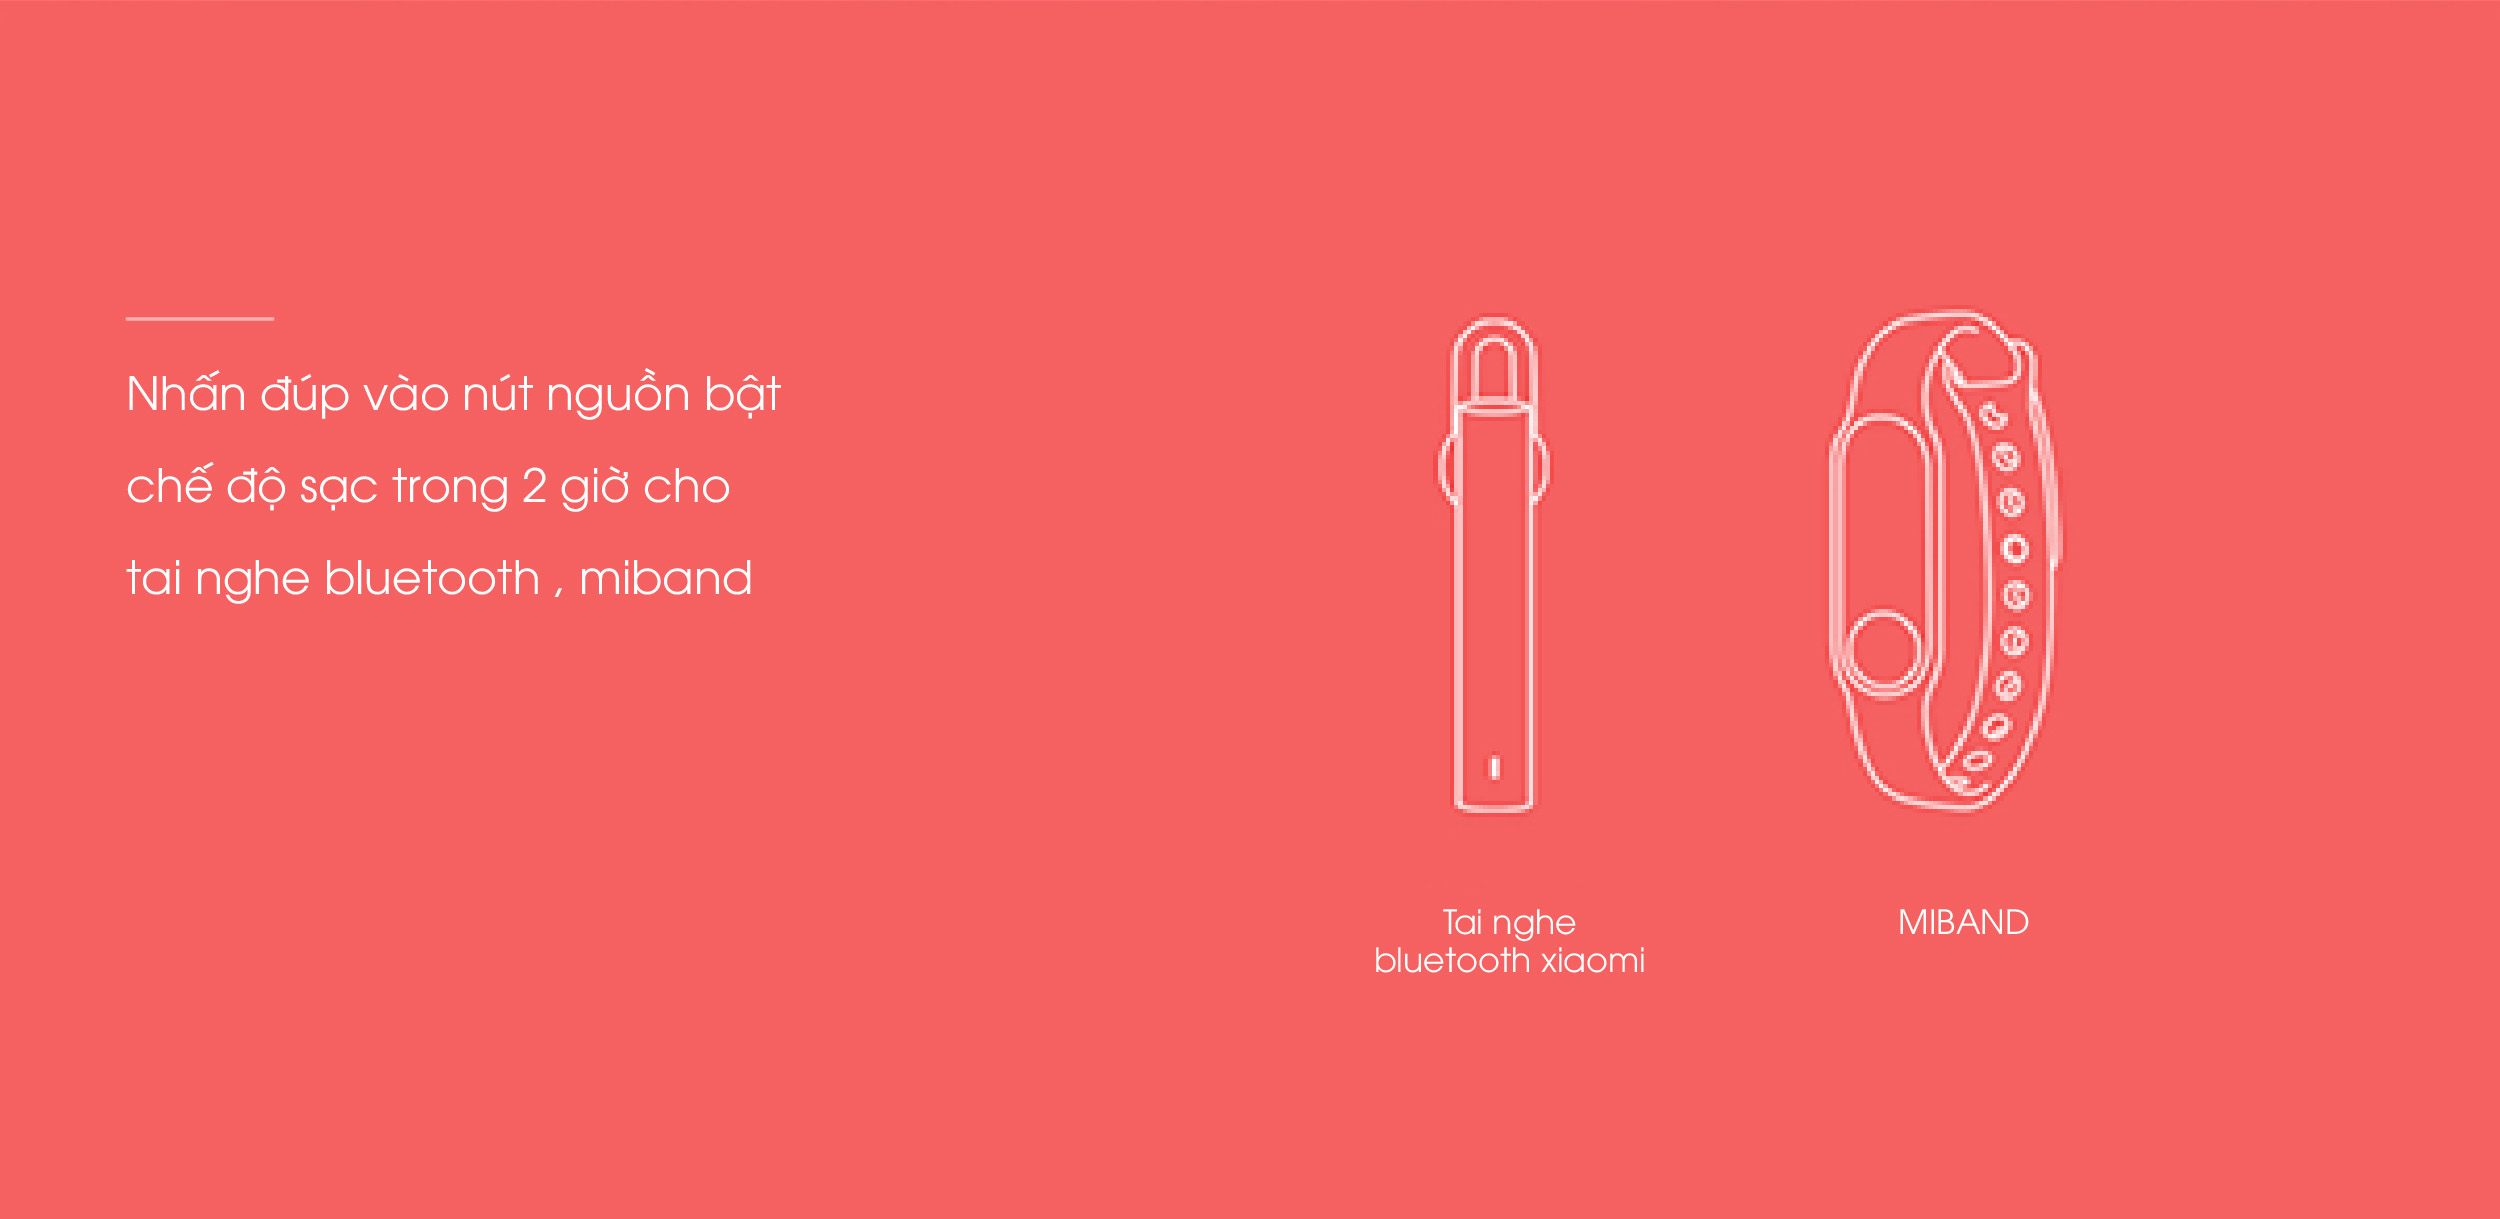 Nhấn đúp vào nút nguồn bật
chế độ sạc trong 2 giờ cho
tai nghe bluetooth , miband
Tai nghe
bluetooth xiaomi
MIBAND